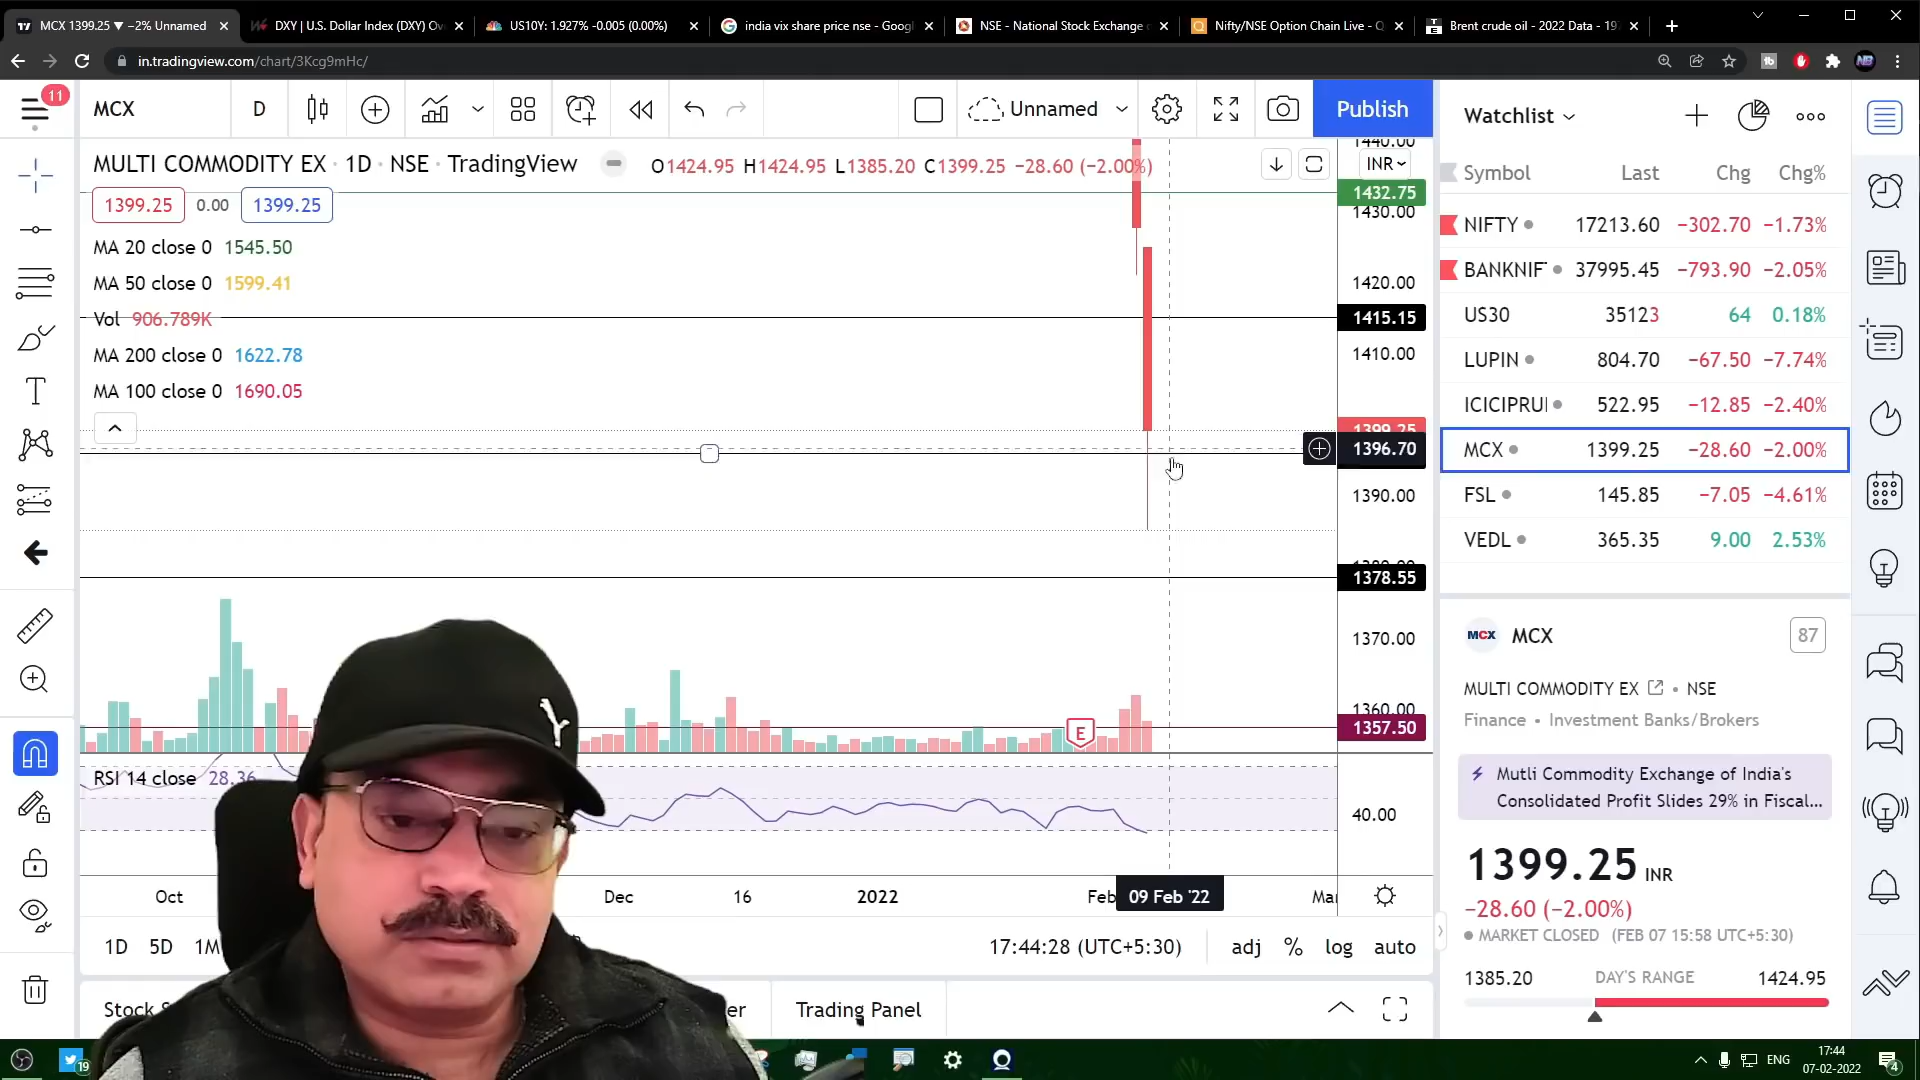 MCX 1399.25 ▼ −2% Unnamed
DXY | U.S. Dollar Index (DXY) Ov
US10Y: 1.927% -0.005 (0.00%)
india vix share price nse - Googl
NSE - National Stock Exchange
Nifty/NSE Option Chain Live - Q
Brent crude oil - 2022 Data - 197
in.tradingview.com/chart/3Kcg9mHc/
11
MCX
D
Unnamed
Publish
MULTI COMMODITY EX · 1D · NSE · TradingView
O1424.95 H1424.95 L1385.20 C1399.25 −28.60 (−2.00%)
INR
1399.25 0.00 1399.25
MA 20 close 0 1545.50
MA 50 close 0 1599.41
Vol 906.789K
MA 200 close 0 1622.78
MA 100 close 0 1690.05
1440.00
1432.75
1430.00
1420.00
1415.15
1410.00
1399.25
1396.70
1390.00
1378.55
1370.00
1360.00
1357.50
E
RSI 14 close 28.36
40.00
Oct
Dec
16
2022
Feb
09 Feb '22
Mar
1D 5D 1M
17:44:28 (UTC+5:30)
adj % log auto
Stock S
er
Trading Panel
Watchlist
Symbol Last Chg Chg%
NIFTY 17213.60 −302.70 −1.73%
BANKNIF 37995.45 −793.90 −2.05%
US30 35123 64 0.18%
LUPIN 804.70 −67.50 −7.74%
ICICIPRU 522.95 −12.85 −2.40%
MCX 1399.25 −28.60 −2.00%
FSL 145.85 −7.05 −4.61%
VEDL 365.35 9.00 2.53%
MCX MCX 87
MULTI COMMODITY EX • NSE
Finance • Investment Banks/Brokers
Mutli Commodity Exchange of India's
Consolidated Profit Slides 29% in Fiscal...
1399.25 INR
−28.60 (−2.00%)
MARKET CLOSED (FEB 07 15:58 UTC+5:30)
1385.20 DAY'S RANGE 1424.95
19
ENG
17:44
07-02-2022
4